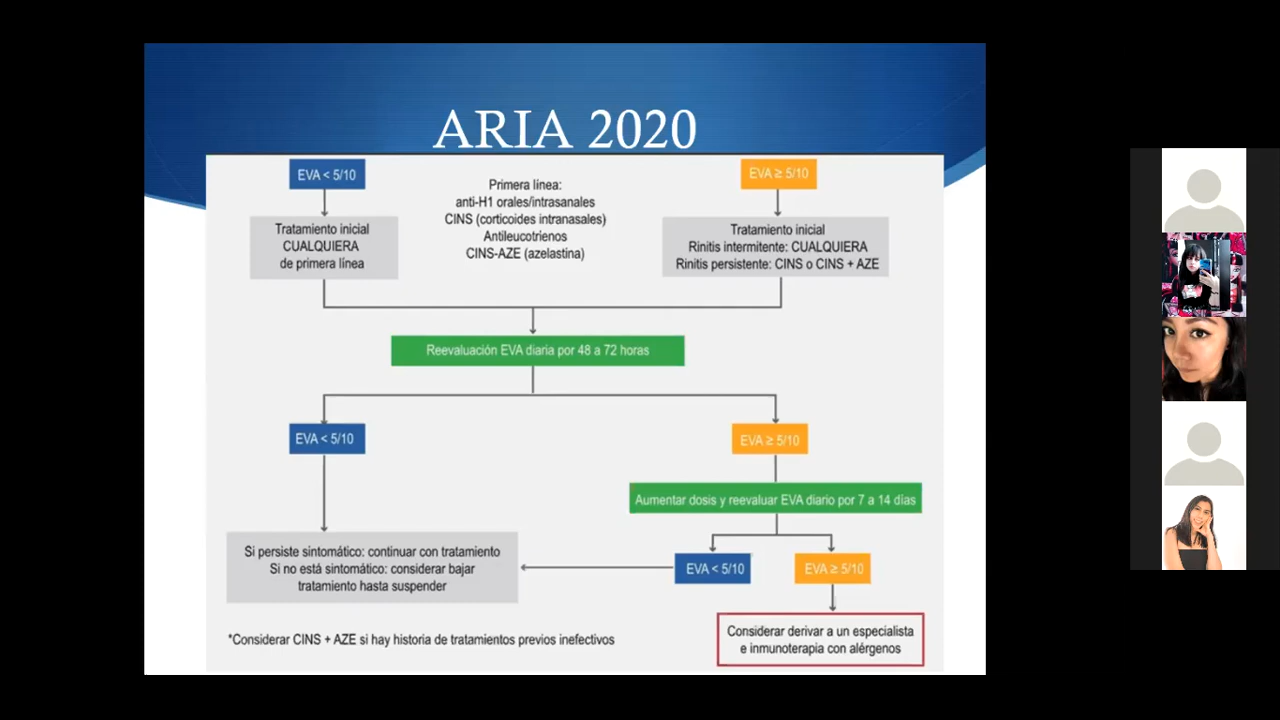 ARIA 2020
EVA < 5/10
Primera línea:
anti-H1 orales/intrasanales
CINS (corticoides intranasales)
Antileucotrienos
CINS-AZE (azelastina)
EVA ≥ 5/10
Tratamiento inicial
CUALQUIERA
de primera línea
Tratamiento inicial
Rinitis intermitente: CUALQUIERA
Rinitis persistente: CINS o CINS + AZE
Reevaluación EVA diaria por 48 a 72 horas
EVA < 5/10
EVA ≥ 5/10
Aumentar dosis y reevaluar EVA diario por 7 a 14 días
Si persiste sintomático: continuar con tratamiento
Si no está sintomático: considerar bajar
tratamiento hasta suspender
EVA < 5/10
EVA ≥ 5/10
*Considerar CINS + AZE si hay historia de tratamientos previos inefectivos
Considerar derivar a un especialista
e inmunoterapia con alérgenos